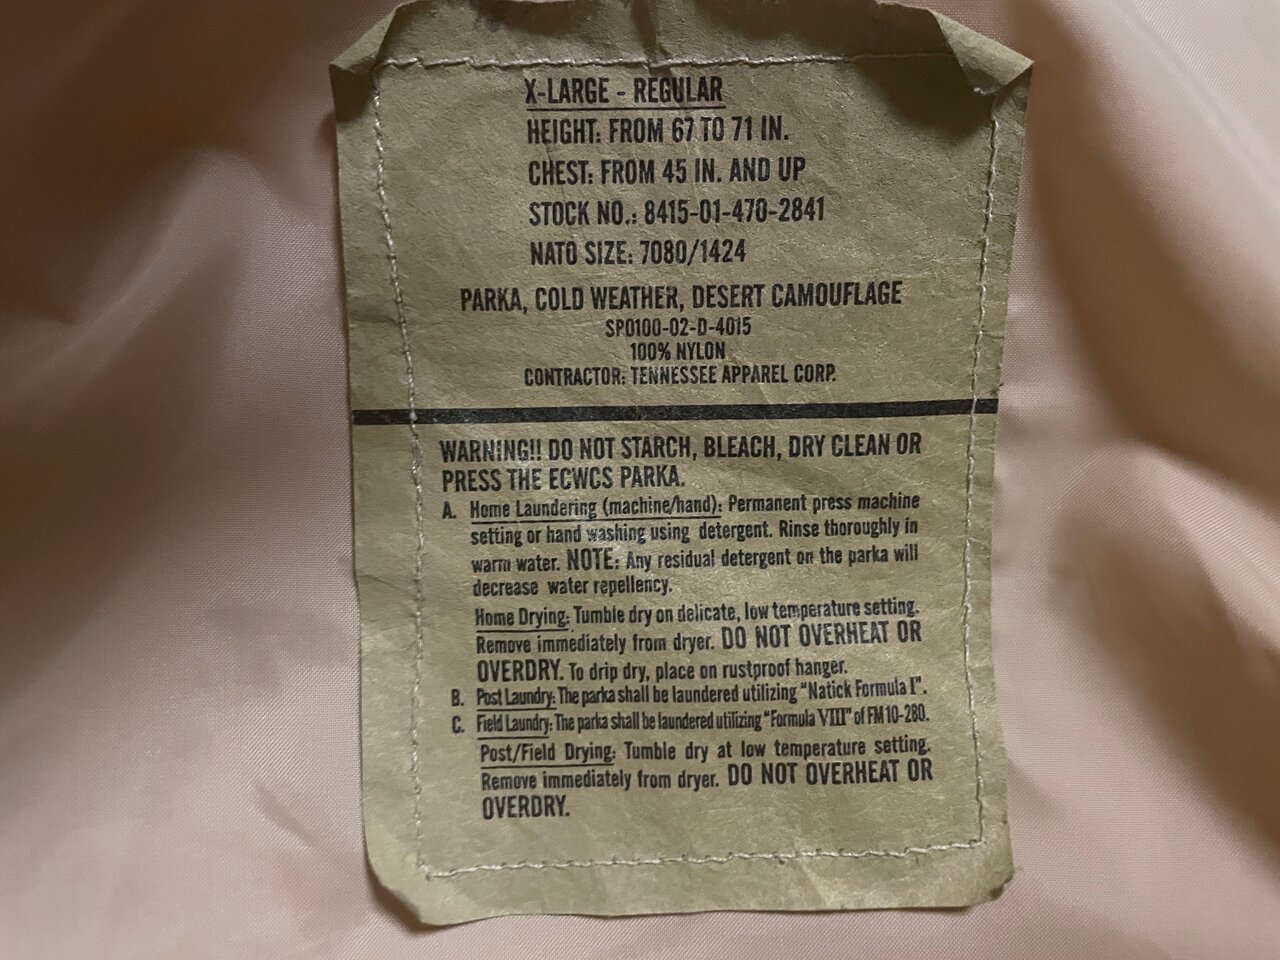 X-LARGE - REGULAR
HEIGHT: FROM 67 TO 71 IN.
CHEST: FROM 45 IN. AND UP
STOCK NO.: 8415-01-470-2841
NATO SIZE: 7080/1424
PARKA, COLD WEATHER, DESERT CAMOUFLAGE
SPO100-02-D-4015
100% NYLON
CONTRACTOR: TENNESSEE APPAREL CORP.
WARNING!! DO NOT STARCH, BLEACH, DRY CLEAN OR
PRESS THE ECWCS PARKA.
A. Home Laundering (machine/hand): Permanent press machine
setting or hand washing using detergent. Rinse thoroughly in
warm water. NOTE: Any residual detergent on the parka will
decrease water repellency.
Home Drying: Tumble dry on delicate, low temperature setting.
Remove immediately from dryer. DO NOT OVERHEAT OR
OVERDRY. To drip dry, place on rustproof hanger.
B. Post Laundry: The parka shall be laundered utilizing "Natick Formula I".
C. Field Laundry: The parka shall be laundered utilizing "Formula VIII" of FM 10-280.
Post/Field Drying: Tumble dry at low temperature setting.
Remove immediately from dryer. DO NOT OVERHEAT OR
OVERDRY.